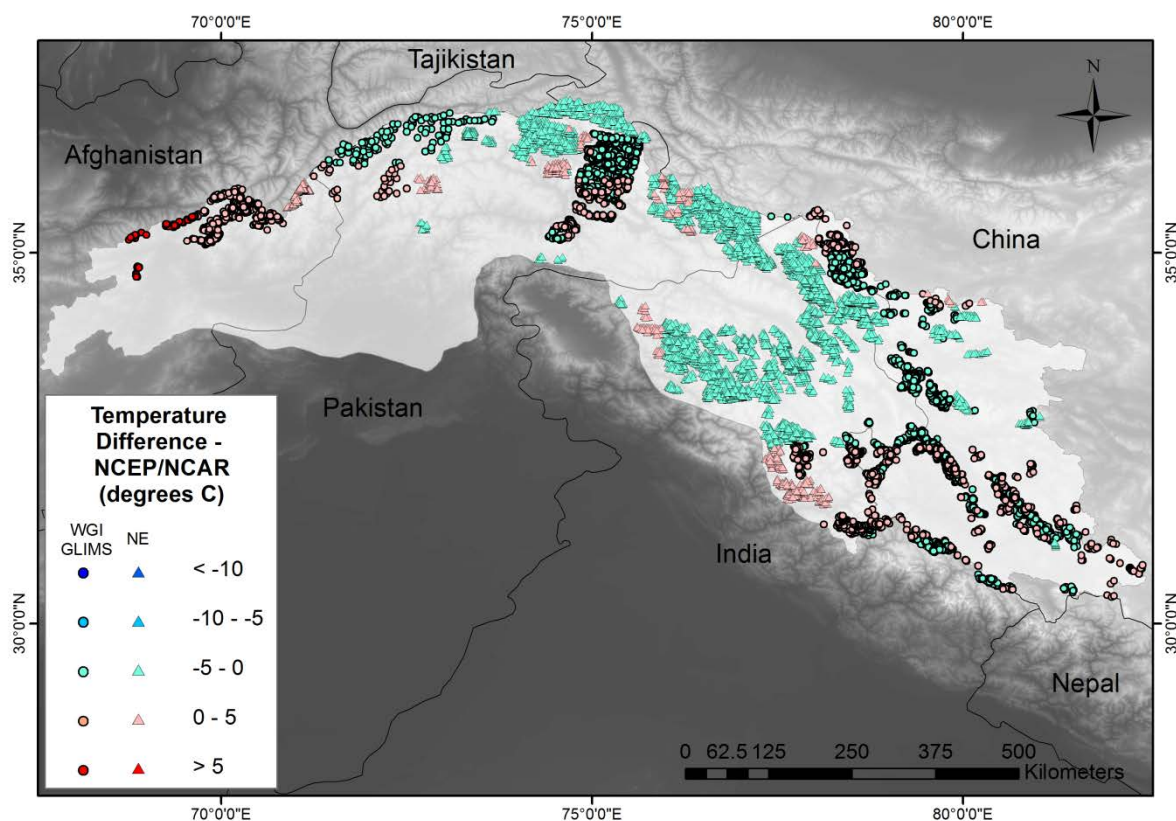 70°0'0"E 75°0'0"E 80°0'0"E
Tajikistan
N
Afghanistan
China
35°0'0"N 35°0'0"N
Pakistan
India
Nepal
30°0'0"N 30°0'0"N
Temperature
Difference -
NCEP/NCAR
(degrees C)
WGI
GLIMS NE
< -10
-10 - -5
-5 - 0
0 - 5
> 5
0 62.5 125 250 375 500
Kilometers
70°0'0"E 75°0'0"E 80°0'0"E